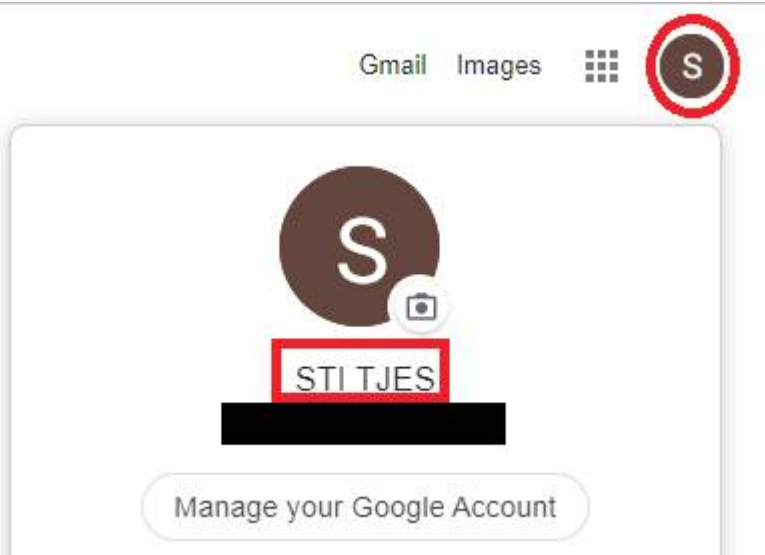 Gmail Images S
S
STI TJES
Manage your Google Account